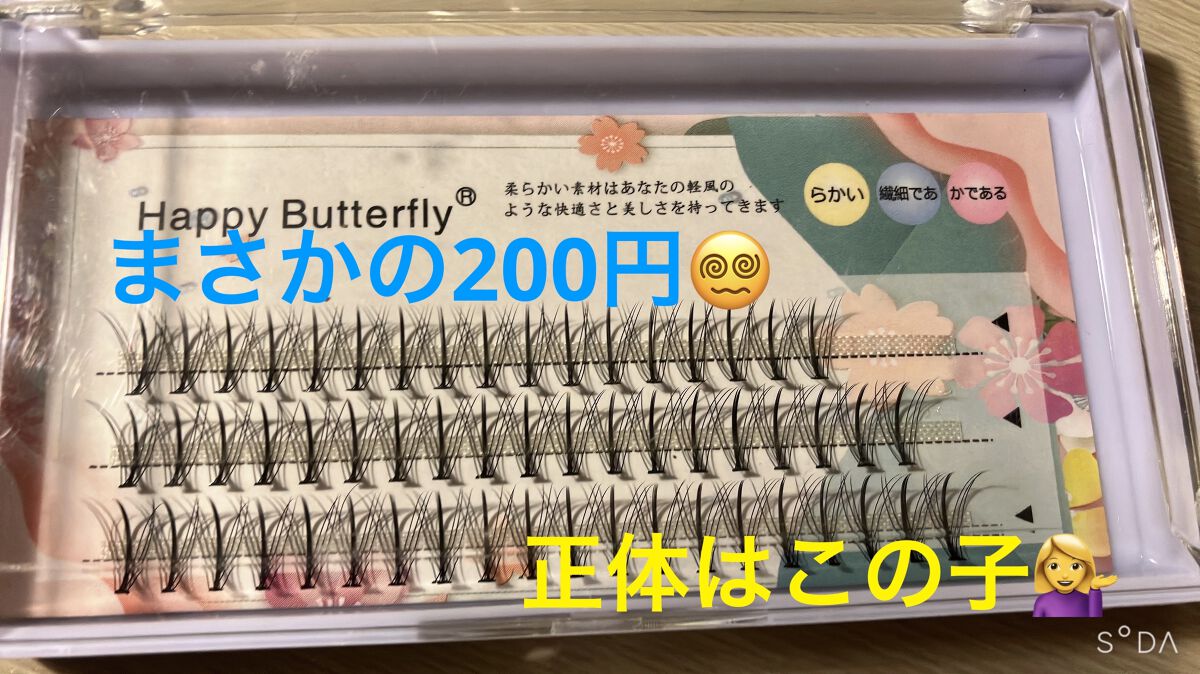 Happy Butterfly®
柔らかい素材はあなたの軽風の
ような快適さと美しさを待ってきます
らかい
繊細であ
かである
まさかの200円😵‍💫
正体はこの子💁‍♀️
SODA